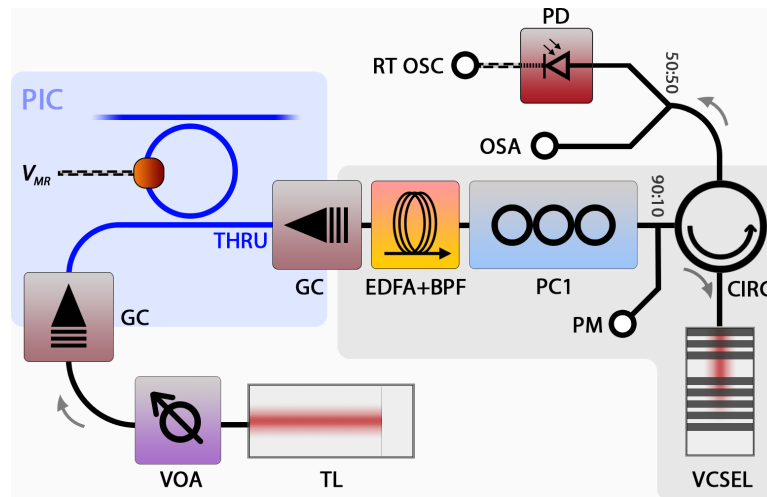 PD
RT OSC
50:50
PIC
OSA
V_MR
90:10
THRU
GC
EDFA+BPF
PC1
CIRC
GC
PM
VOA
TL
VCSEL